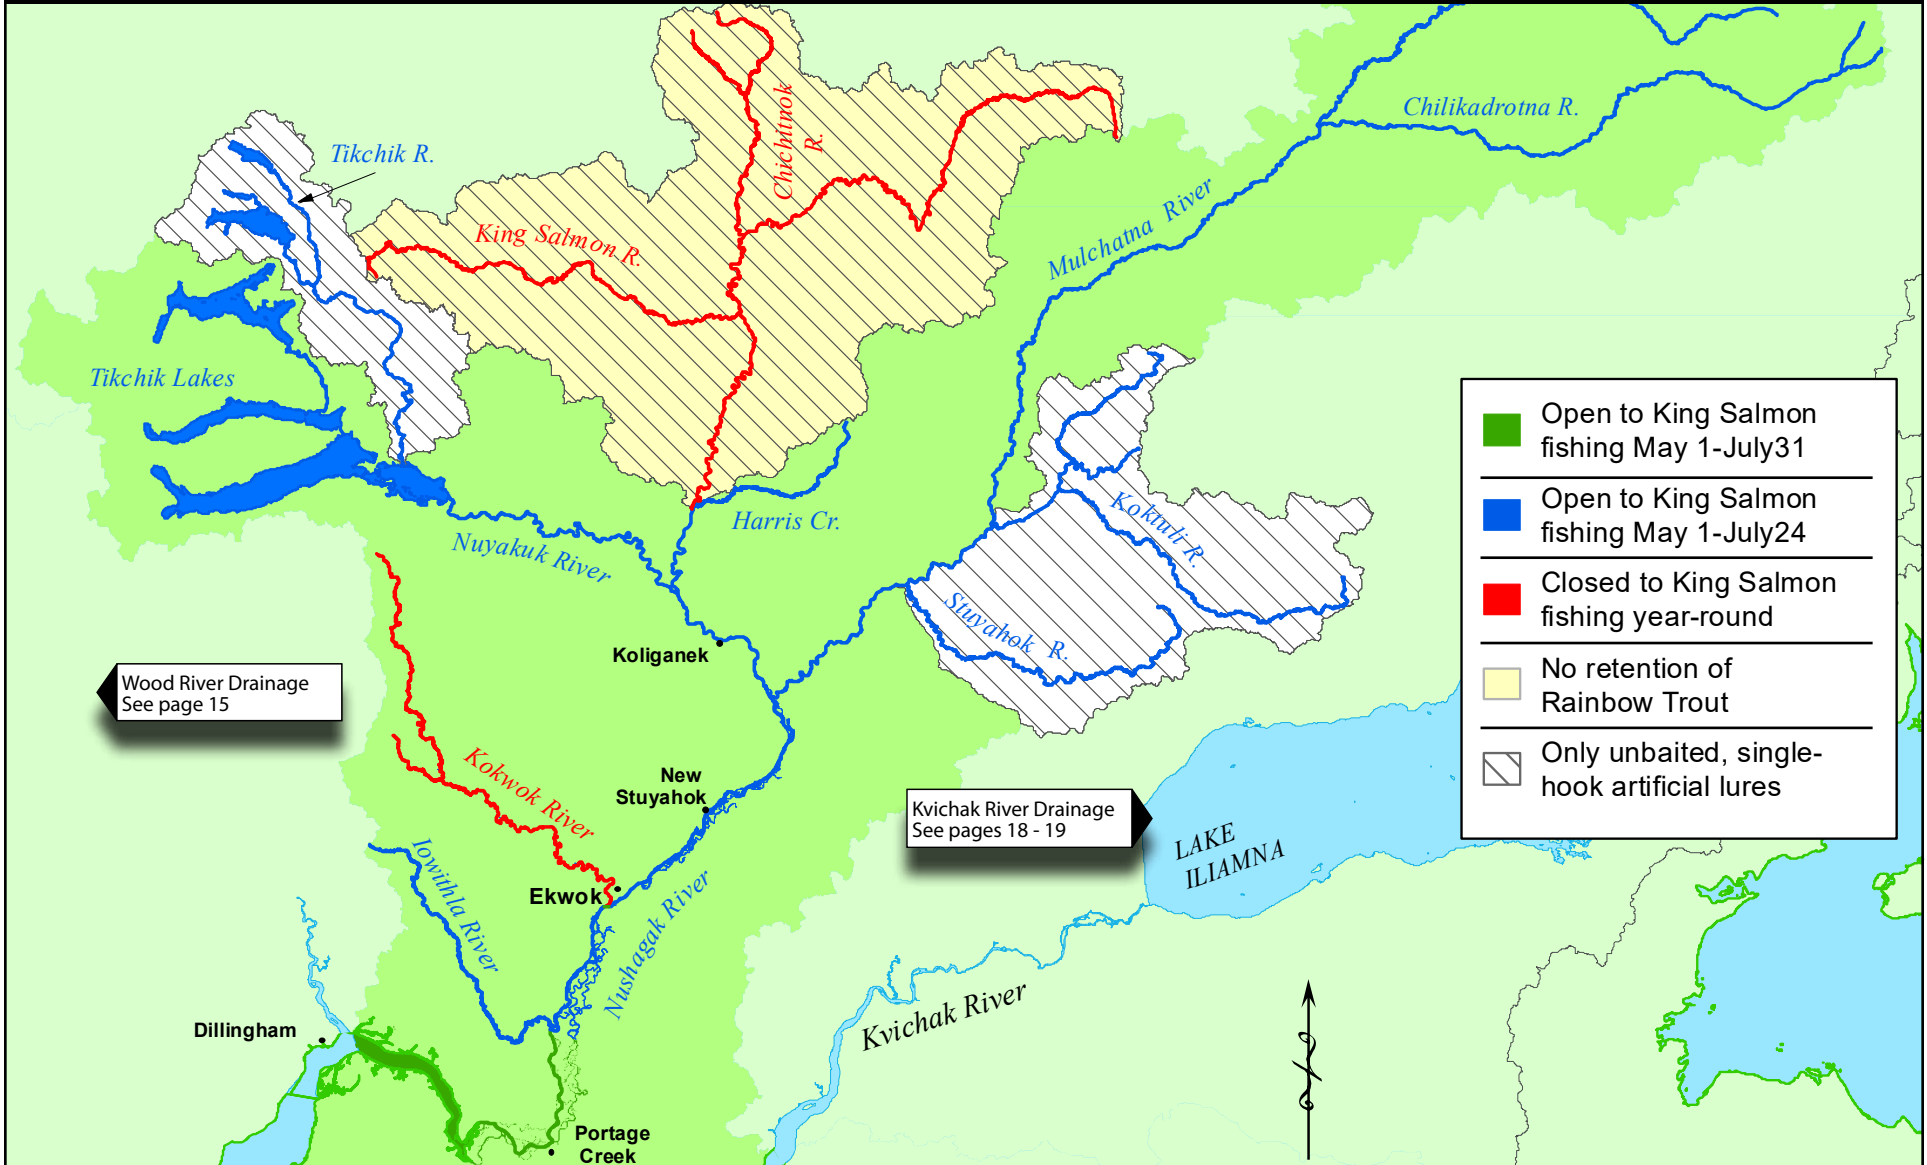 Chilikadrotna R.
Tikchik R.
Chichitnok
R.
Mulchatna River
King Salmon R.
Tikchik Lakes
Harris Cr.
Nuyakuk River
Koktuli R.
Stuyahok R.
Koliganek
Wood River Drainage
See page 15
Kokwok River
New
Stuyahok
Kvichak River Drainage
See pages 18 - 19
LAKE
ILIAMNA
Iowithla River
Ekwok
Nushagak River
Kvichak River
Dillingham
Portage
Creek
Open to King Salmon
fishing May 1-July31
Open to King Salmon
fishing May 1-July24
Closed to King Salmon
fishing year-round
No retention of
Rainbow Trout
Only unbaited, single-
hook artificial lures